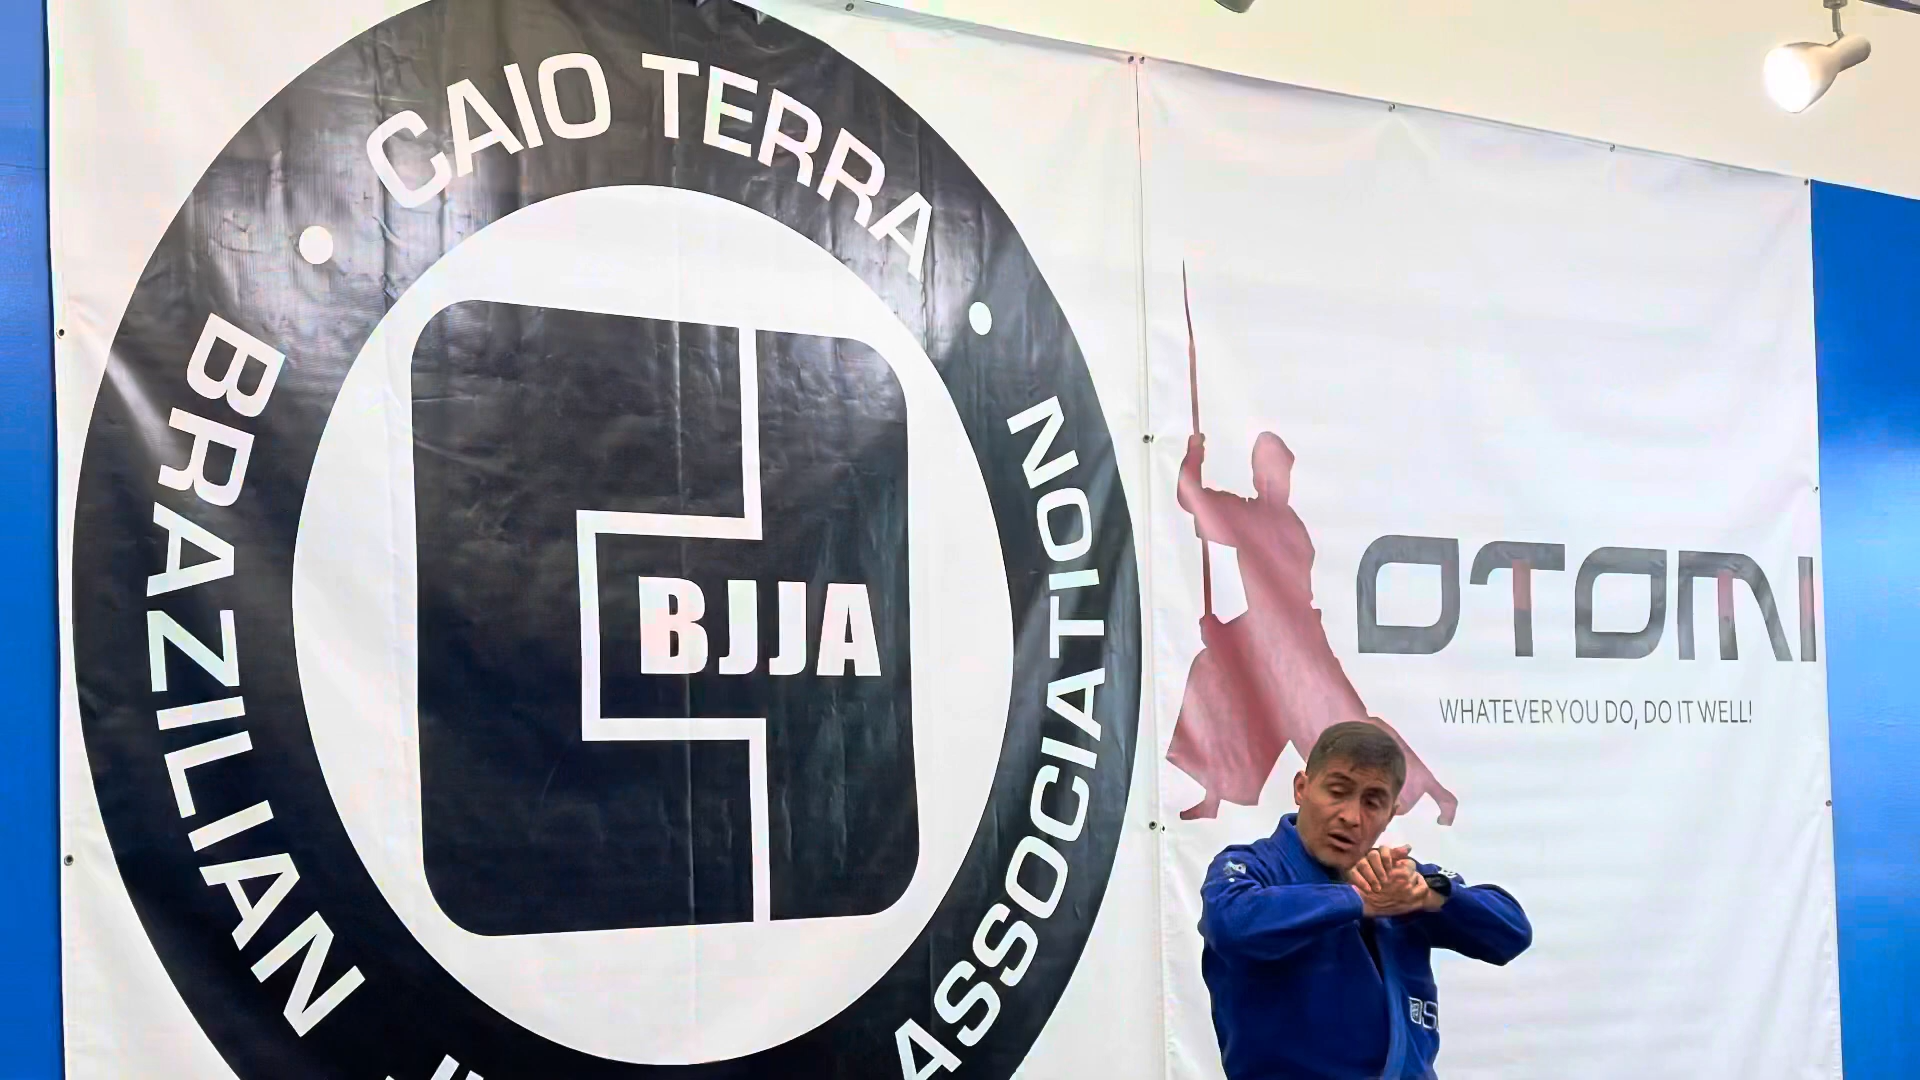 CAIO TERRA
BRAZILIAN
ASSOCIATION
BJJA
OTOMI
WHATEVER YOU DO, DO IT WELL!